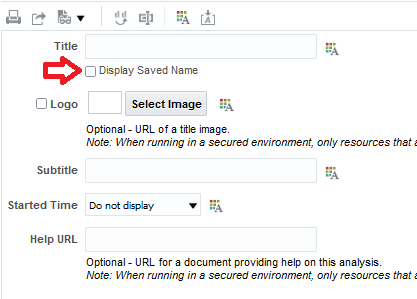 Title
Display Saved Name
Logo Select Image
Optional - URL of a title image.
Note: When running in a secured environment, only resources that a
Subtitle
Started Time Do not display
Help URL
Optional - URL for a document providing help on this analysis.
Note: When running in a secured environment, only resources that a